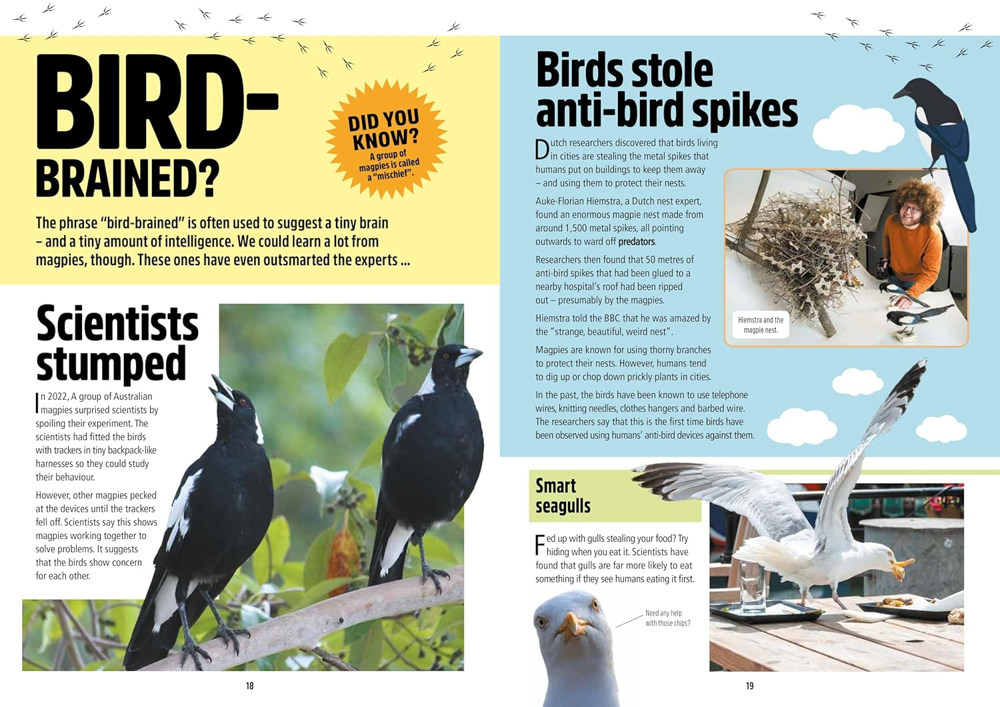 BIRD-
BRAINED?
DID YOU
KNOW?
A group of
magpies is called
a “mischief”.
The phrase “bird-brained” is often used to suggest a tiny brain
– and a tiny amount of intelligence. We could learn a lot from
magpies, though. These ones have even outsmarted the experts ...
Scientists
stumped
In 2022, A group of Australian
magpies surprised scientists by
spoiling their experiment. The
scientists had fitted the birds
with trackers in tiny backpack-like
harnesses so they could study
their behaviour.
However, other magpies pecked
at the devices until the trackers
fell off. Scientists say this shows
magpies working together to
solve problems. It suggests
that the birds show concern
for each other.
18
Birds stole
anti-bird spikes
Dutch researchers discovered that birds living
in cities are stealing the metal spikes that
humans put on buildings to keep them away
– and using them to protect their nests.
Auke-Florian Hiemstra, a Dutch nest expert,
found an enormous magpie nest made from
around 1,500 metal spikes, all pointing
outwards to ward off predators.
Researchers then found that 50 metres of
anti-bird spikes that had been glued to a
nearby hospital’s roof had been ripped
out – presumably by the magpies.
Hiemstra told the BBC that he was amazed by
the “strange, beautiful, weird nest”.
Magpies are known for using thorny branches
to protect their nests. However, humans tend
to dig up or chop down prickly plants in cities.
In the past, the birds have been known to use telephone
wires, knitting needles, clothes hangers and barbed wire.
The researchers say that this is the first time birds have
been observed using humans’ anti-bird devices against them.
Hiemstra and the
magpie nest.
Smart
seagulls
Fed up with gulls stealing your food? Try
hiding when you eat it. Scientists have
found that gulls are far more likely to eat
something if they see humans eating it first.
Need any help
with those chips?
19